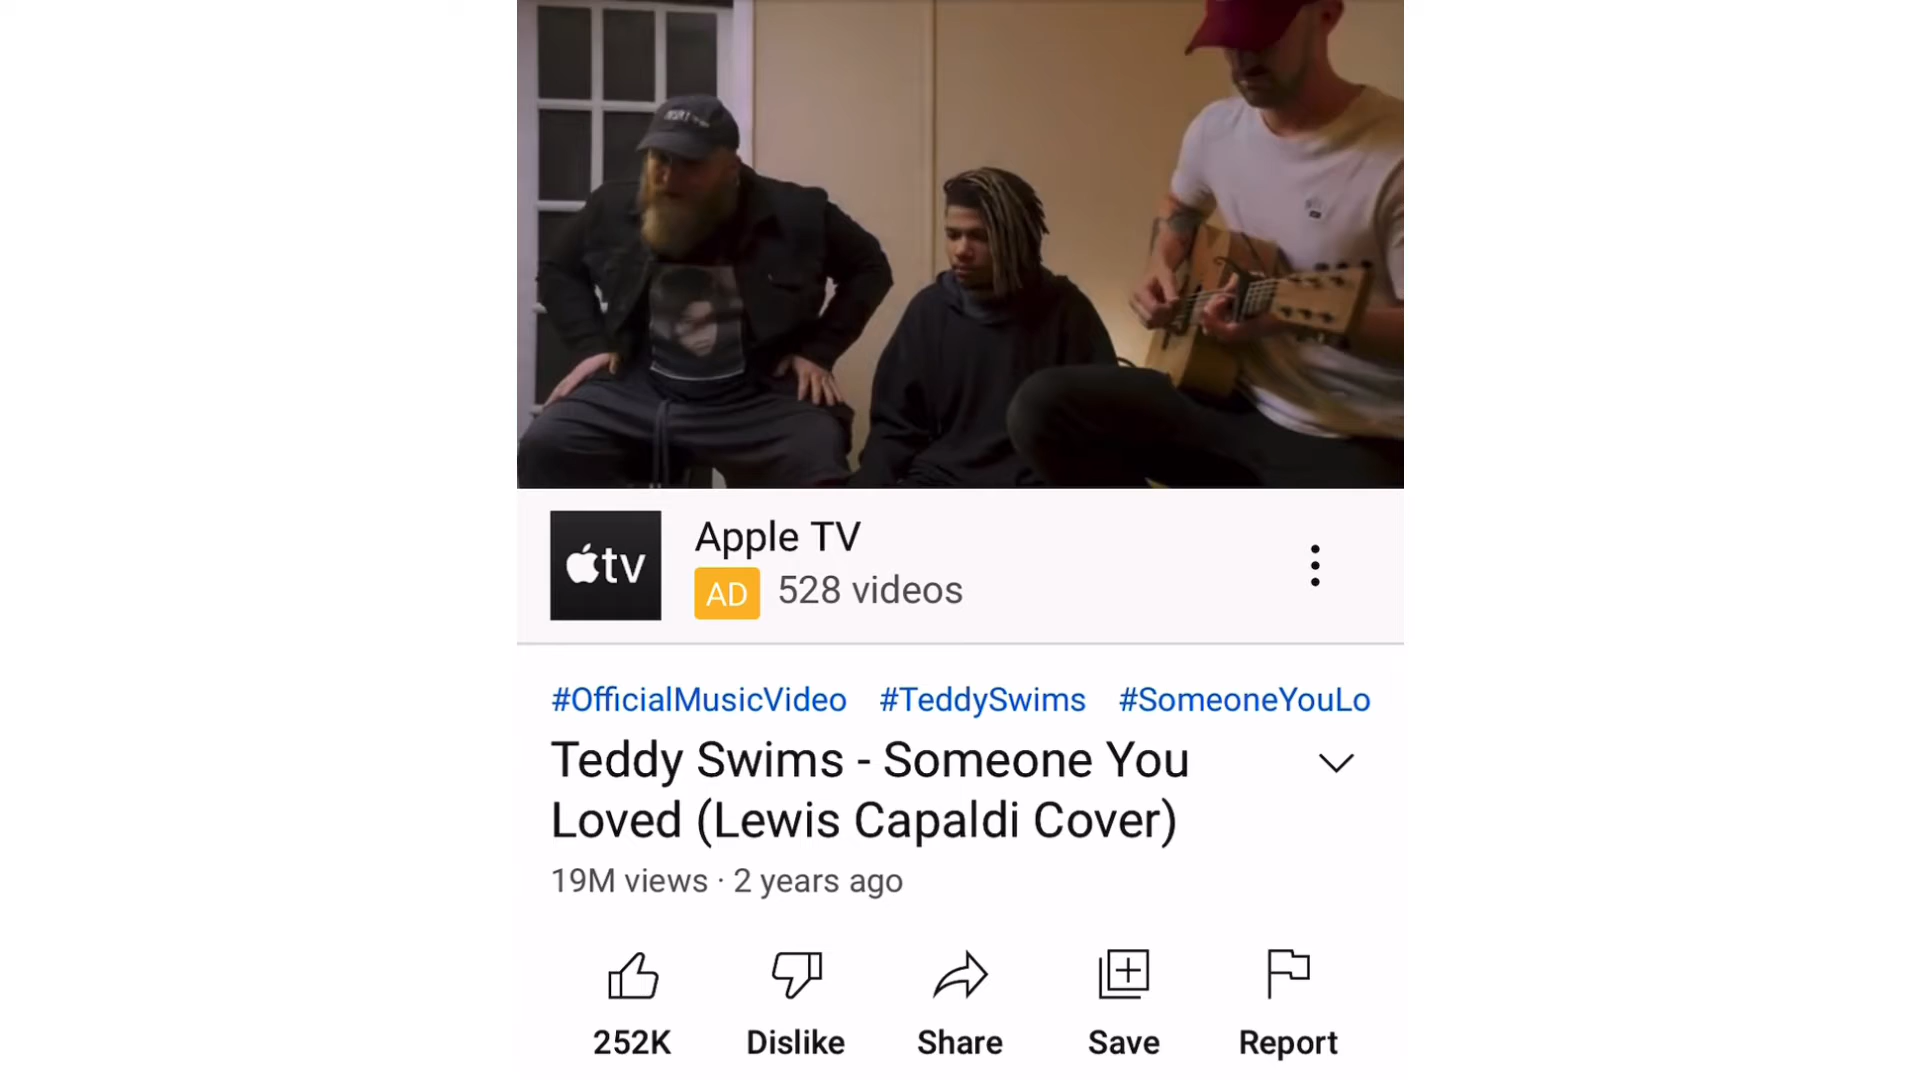 tv
Apple TV
AD 528 videos
#OfficialMusicVideo #TeddySwims #SomeoneYouLo
Teddy Swims - Someone You
Loved (Lewis Capaldi Cover)
19M views · 2 years ago
252K Dislike Share Save Report